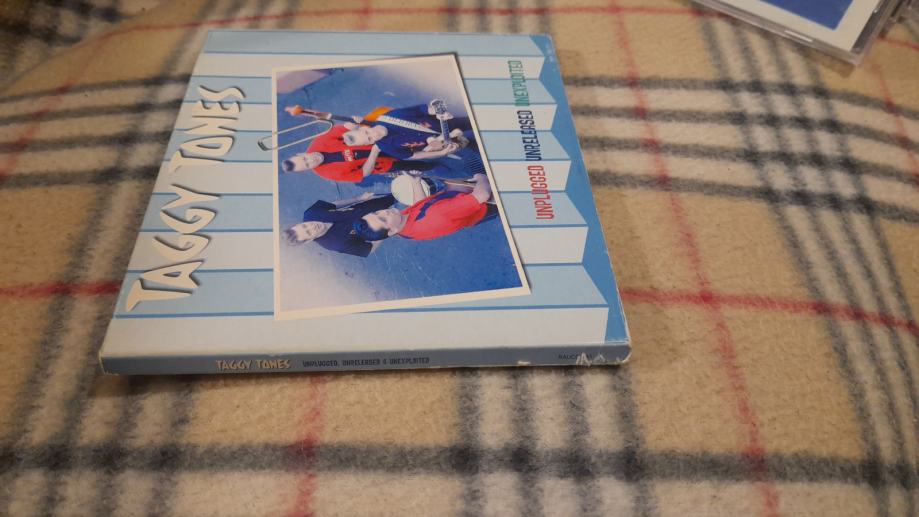 TAGGY TONES
UNPLUGGED UNRELEASED UNEXPLOITED
TAGGY TONES UNPLUGGED, UNRELEASED & UNEXPLOITED